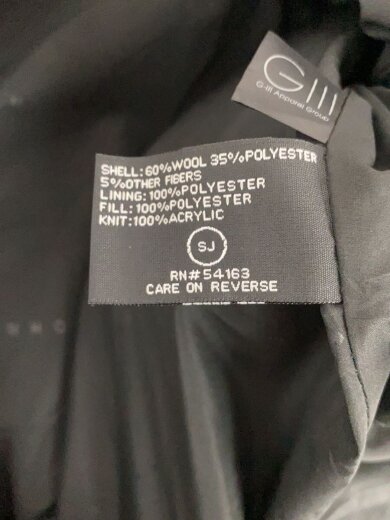 GIII
G-III Apparel Group
SHELL: 60%WOOL 35%POLYESTER
5%OTHER FIBERS
LINING: 100%POLYESTER
FILL: 100%POLYESTER
KNIT: 100%ACRYLIC
SJ
RN# 54163
CARE ON REVERSE